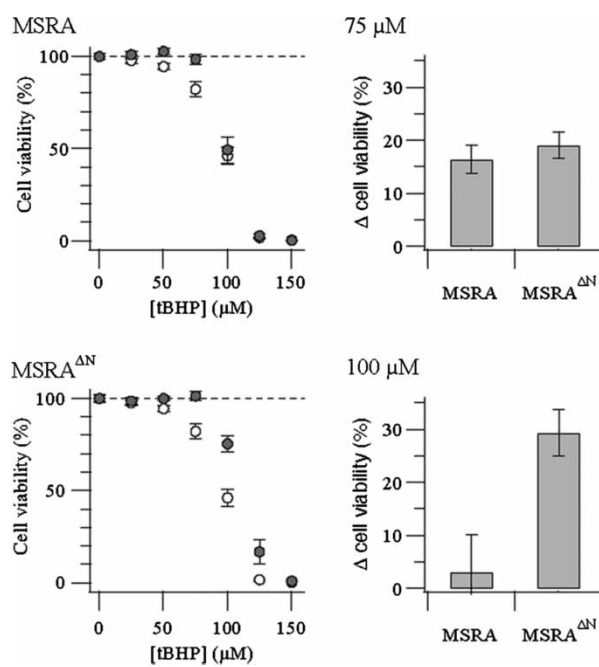 MSRA
75 μM
100
50
0
Cell viability (%)
0 50 100 150
[tBHP] (μM)
30
20
10
0
Δ cell viability (%)
MSRA MSRA^ΔN
MSRA^ΔN
100 μM
100
50
0
Cell viability (%)
0 50 100 150
[tBHP] (μM)
30
20
10
0
Δ cell viability (%)
MSRA MSRA^ΔN